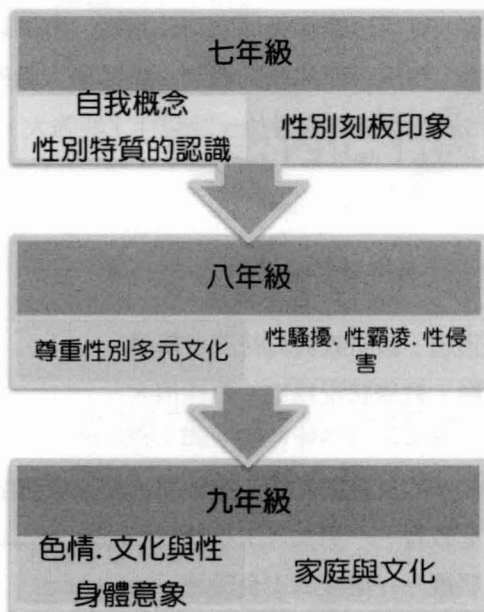 七年級
自我概念
性別特質的認識
性別刻板印象
八年級
尊重性別多元文化
性騷擾. 性霸凌. 性侵
害
九年級
色情. 文化與性
身體意象
家庭與文化